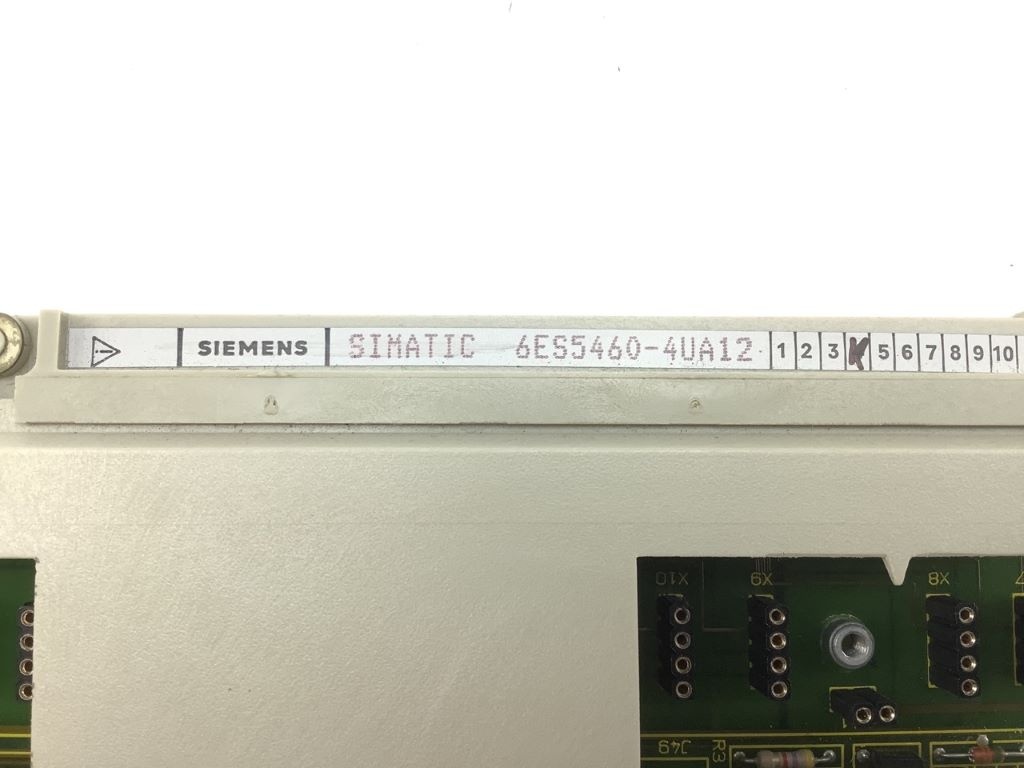 SIEMENS SIMATIC 6ES5460-4UA12 1 2 3 5 6 7 8 9 10
X10 X9 X8
J49 R3